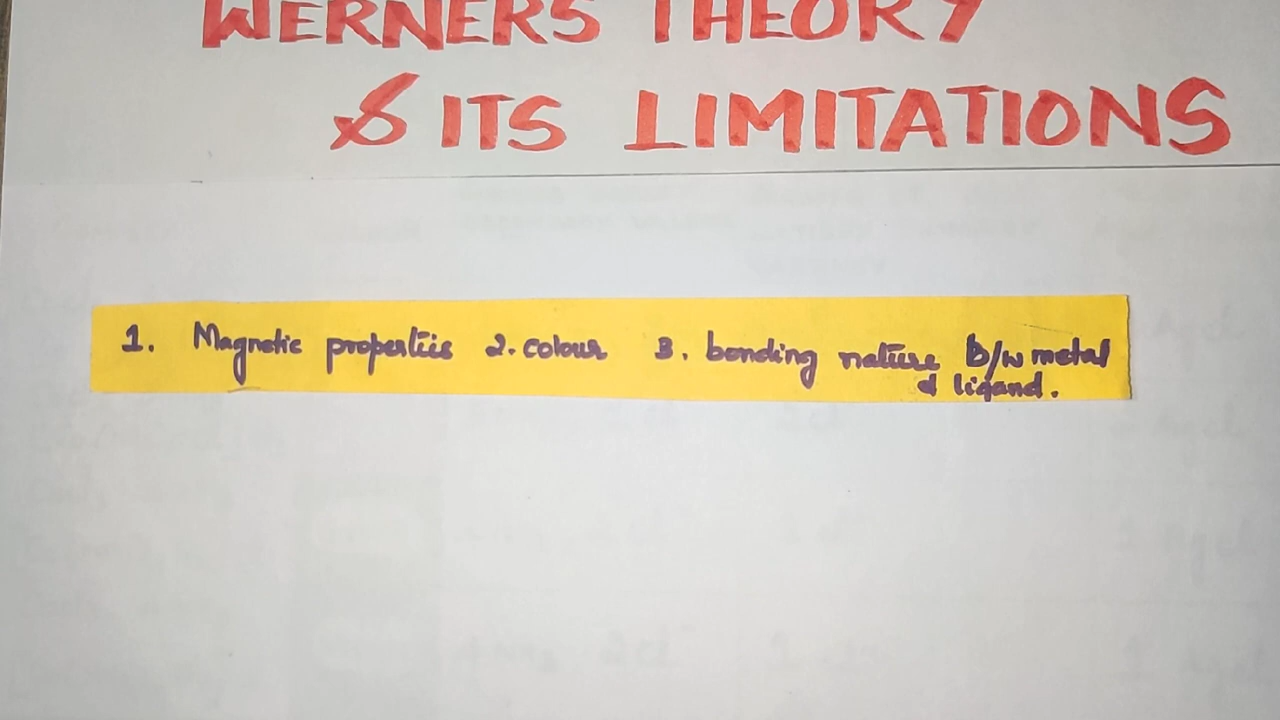 WERNERS THEORY
& ITS LIMITATIONS
1. Magnetic properties 2. colour 3. bonding nature B/w metal
& ligand.